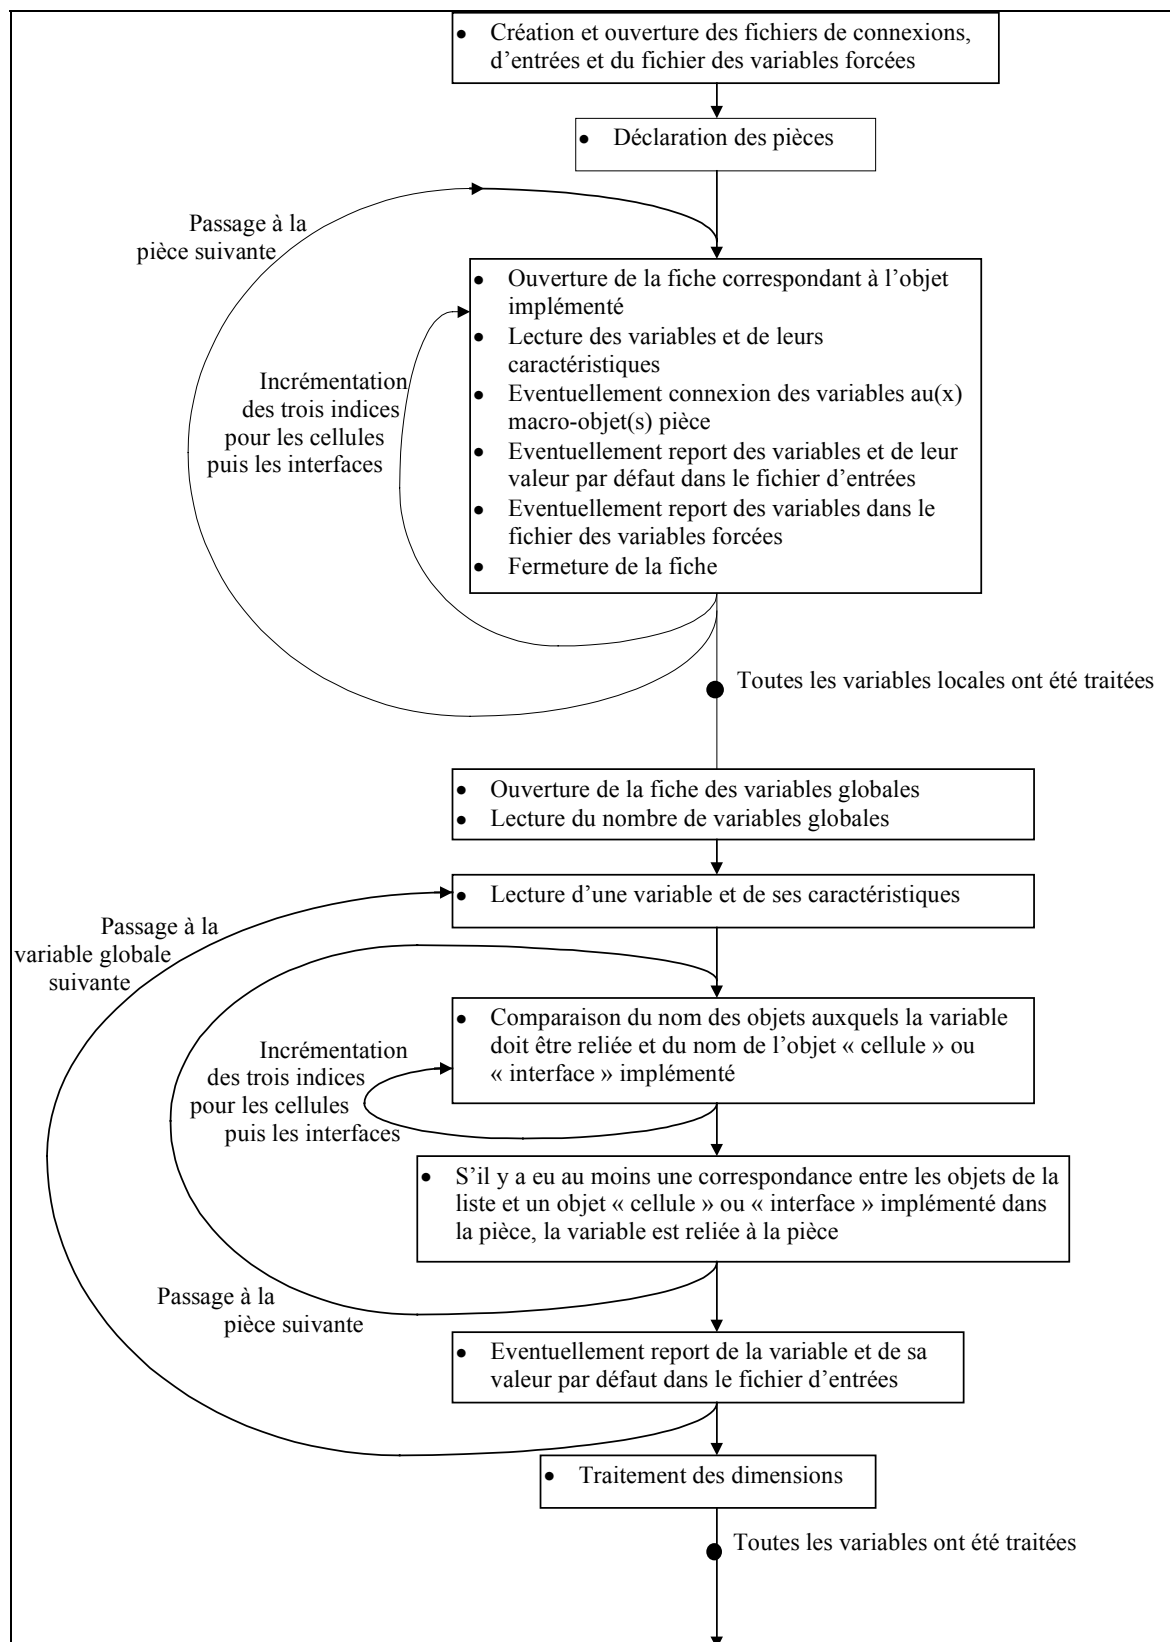 • Création et ouverture des fichiers de connexions,
d’entrées et du fichier des variables forcées
• Déclaration des pièces
Passage à la
pièce suivante
• Ouverture de la fiche correspondant à l’objet
implémenté
• Lecture des variables et de leurs
caractéristiques
• Eventuellement connexion des variables au(x)
macro-objet(s) pièce
• Eventuellement report des variables et de leur
valeur par défaut dans le fichier d’entrées
• Eventuellement report des variables dans le
fichier des variables forcées
• Fermeture de la fiche
Incrémentation
des trois indices
pour les cellules
puis les interfaces
Toutes les variables locale ont été traitées
• Ouverture de la fiche des variables globales
• Lecture du nombre de variables globales
• Lecture d’une variable et de ses caractéristiques
Passage à la
variable globale
suivante
• Comparaison du nom des objets auxquels la variable
doit être reliée et du nom de l’objet « cellule » ou
« interface » implémenté
Incrémentation
des trois indices
pour les cellules
puis les interfaces
• S’il y a eu au moins une correspondance entre les objets de la
liste et un objet « cellule » ou « interface » implémenté dans
la pièce, la variable est reliée à la pièce
Passage à la
pièce suivante
• Eventuellement report de la variable et de sa
valeur par défaut dans le fichier d’entrées
• Traitement des dimensions
Toutes les variables ont été traitées